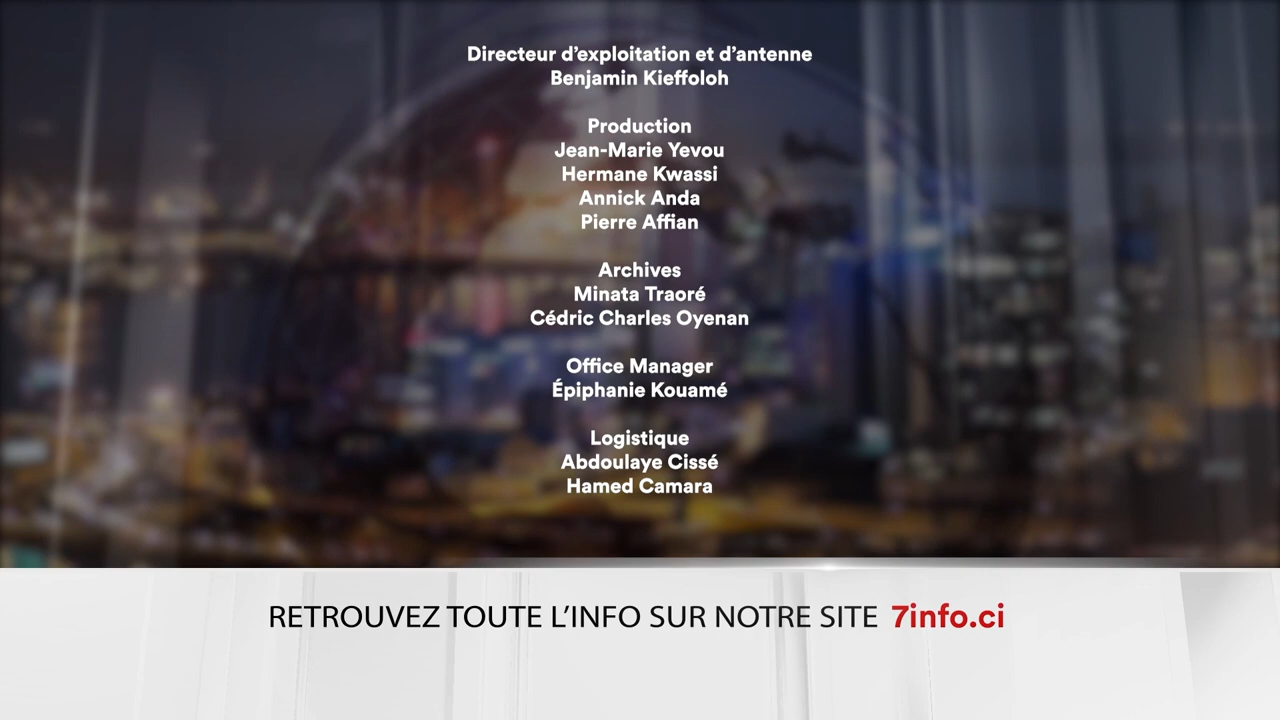 Directeur d’exploitation et d’antenne
Benjamin Kieffoloh
Production
Jean-Marie Yevou
Hermane Kwassi
Annick Anda
Pierre Affian
Archives
Minata Traoré
Cédric Charles Oyenan
Office Manager
Épiphanie Kouamé
Logistique
Abdoulaye Cissé
Hamed Camara
RETROUVEZ TOUTE L’INFO SUR NOTRE SITE 7info.ci